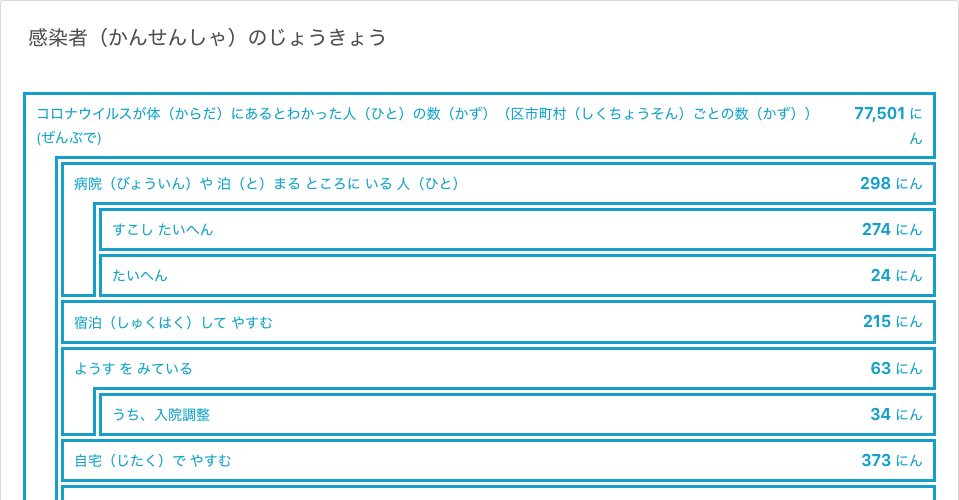 感染者（かんせんしゃ）のじょうきょう
コロナウイルスが体（からだ）にあるとわかった人（ひと）の数（かず）（区市町村（しくちょうそん）ごとの数（かず））
(ぜんぶで)
77,501 に
ん
病院（びょういん）や 泊（と）まる ところに いる 人（ひと）
298 にん
すこし たいへん
274 にん
たいへん
24 にん
宿泊（しゅくはく）して やすむ
215 にん
ようす を みている
63 にん
うち、入院調整
34 にん
自宅（じたく）で やすむ
373 にん